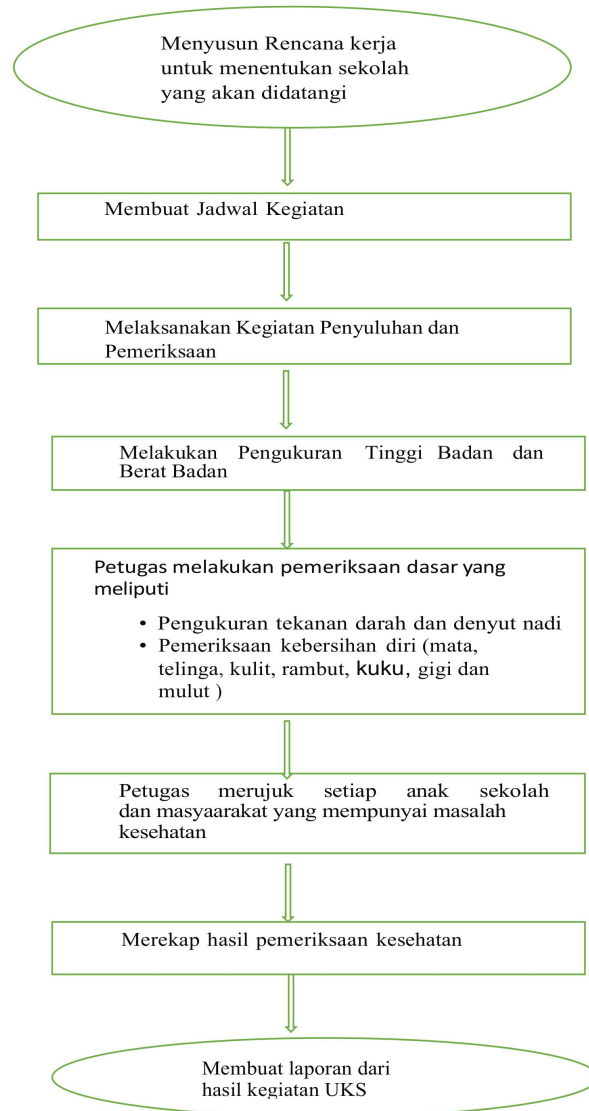 Menyusun Rencana kerja
untuk menentukan sekolah
yang akan didatangi
Membuat Jadwal Kegiatan
Melaksanakan Kegiatan Penyuluhan dan
Pemeriksaan
Melakukan Pengukuran Tinggi Badan dan
Berat Badan
Petugas melakukan pemeriksaan dasar yang
meliputi
• Pengukuran tekanan darah dan denyut nadi
• Pemeriksaan kebersihan diri (mata,
telinga, kulit, rambut, kuku, gigi dan
mulut )
Petugas merujuk setiap anak sekolah
dan masyaarakat yang mempunyai masalah
kesehatan
Merekap hasil pemeriksaan kesehatan
Membuat laporan dari
hasil kegiatan UKS